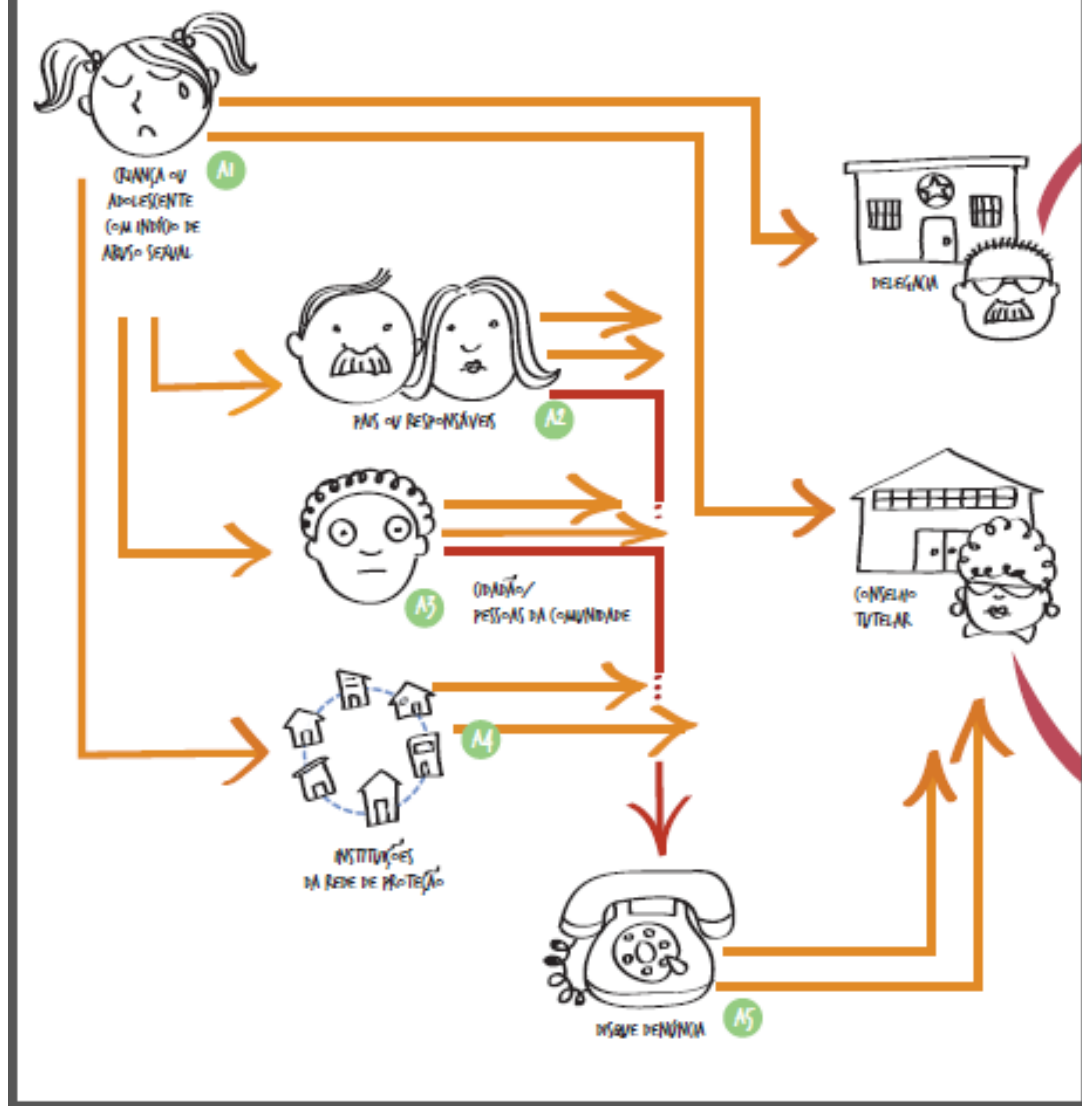 CRIANÇA OU
ADOLESCENTE
COM INDÍCIO DE
ABUSO SEXUAL
A1
DELEGACIA
PAIS OU RESPONSÁVEIS
A2
A3
CIDADÃO/
PESSOAS DA COMUNIDADE
CONSELHO
TUTELAR
A4
INSTITUIÇÕES
DA REDE DE PROTEÇÃO
DISQUE DENÚNCIA
A5